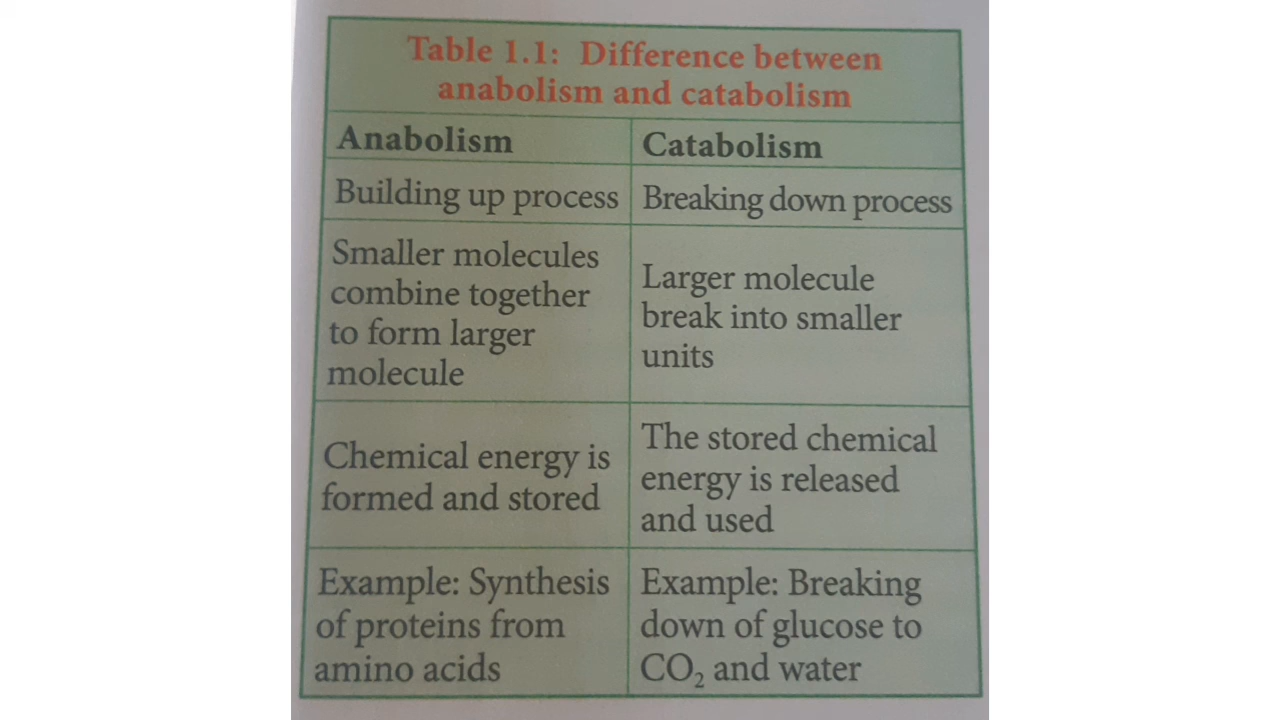 Table 1.1: Difference between
anabolism and catabolism
Anabolism
Catabolism
Building up process
Breaking down process
Smaller molecules
combine together
to form larger
molecule
Larger molecule
break into smaller
units
Chemical energy is
formed and stored
The stored chemical
energy is released
and used
Example: Synthesis
of proteins from
amino acids
Example: Breaking
down of glucose to
CO₂ and water